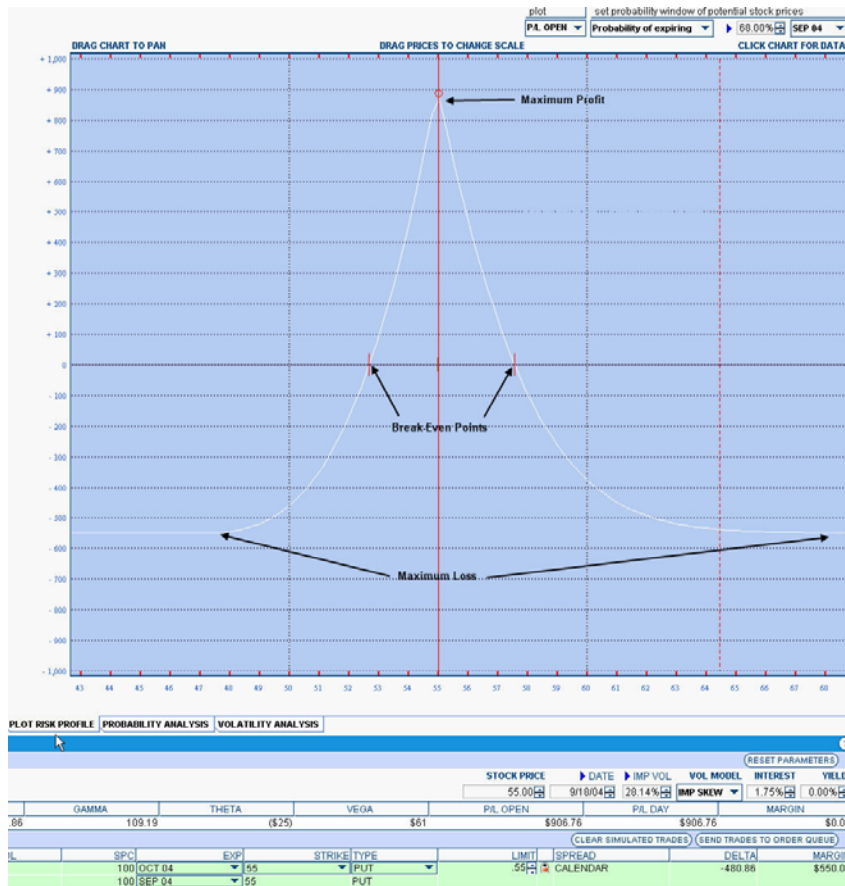 plot set probability window of potential stock prices
P/L OPEN Probability of expiring 68.00% SEP 04
DRAG CHART TO PAN DRAG PRICES TO CHANGE SCALE CLICK CHART FOR DATA
+ 1,000
+ 900
Maximum Profit
+ 800
+ 700
+ 600
+ 500
+ 400
+ 300
+ 200
+ 100
0
- 100
Break-Even Points
- 200
- 300
- 400
- 500
- 600
Maximum Loss
- 700
- 800
- 900
- 1,000
43 44 45 46 47 48 49 50 51 52 53 54 55 56 57 58 59 60 61 62 63 64 65 66 67 68
PLOT RISK PROFILE PROBABILITY ANALYSIS VOLATILITY ANALYSIS
RESET PARAMETERS
STOCK PRICE DATE IMP VOL VOL MODEL INTEREST YIEL
55.00 9/18/04 28.14% IMP SKEW 1.75% 0.00%
GAMMA THETA VEGA P/L OPEN P/L DAY MARGIN
.86 109.19 ($25) $61 $906.76 $906.76 $0.0
CLEAR SIMULATED TRADES SEND TRADES TO ORDER QUEUE
SPC EXP STRIKE TYPE LIMIT SPREAD DELTA MARGI
100 OCT 04 55 PUT .55 CALENDAR -480.86 $550.0
100 SEP 04 55 PUT